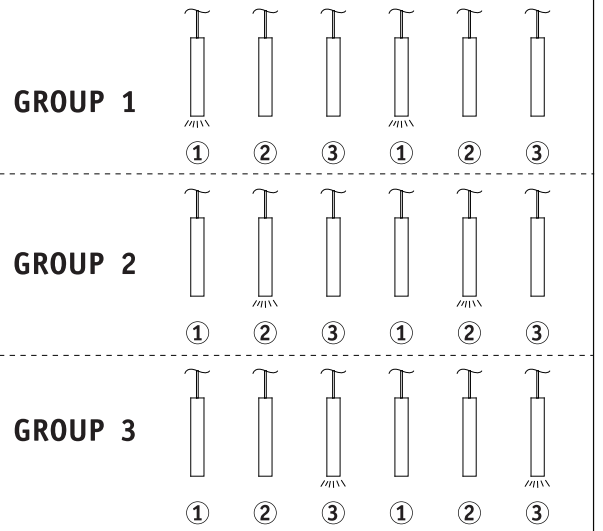 GROUP 1
① ② ③ ① ② ③
GROUP 2
① ② ③ ① ② ③
GROUP 3
① ② ③ ① ② ③